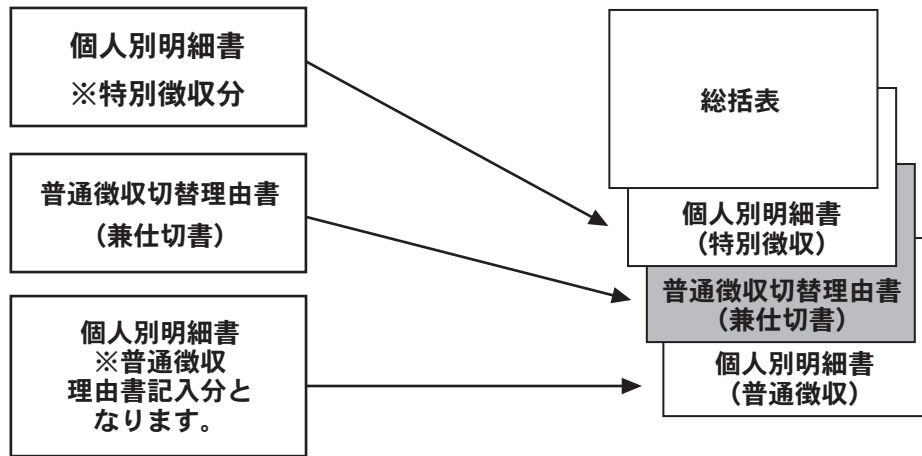 個人別明細書
※特別徴収分
普通徴収切替理由書
（兼仕切書）
個人別明細書
※普通徴収
理由書記入分と
なります。
総括表
個人別明細書
（特別徴収）
普通徴収切替理由書
（兼仕切書）
個人別明細書
（普通徴収）